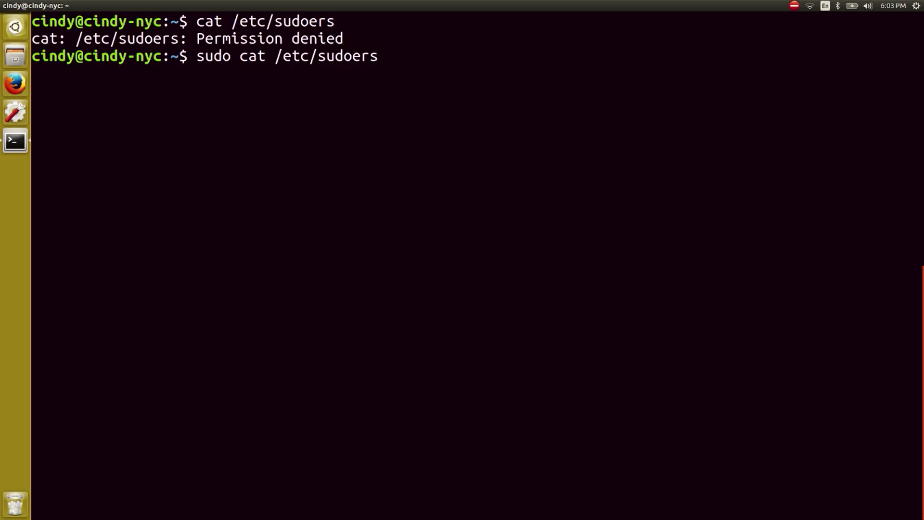 cindy@cindy-nyc: ~
En
6:03 PM
cindy@cindy-nyc:~$ cat /etc/sudoers
cat: /etc/sudoers: Permission denied
cindy@cindy-nyc:~$ sudo cat /etc/sudoers